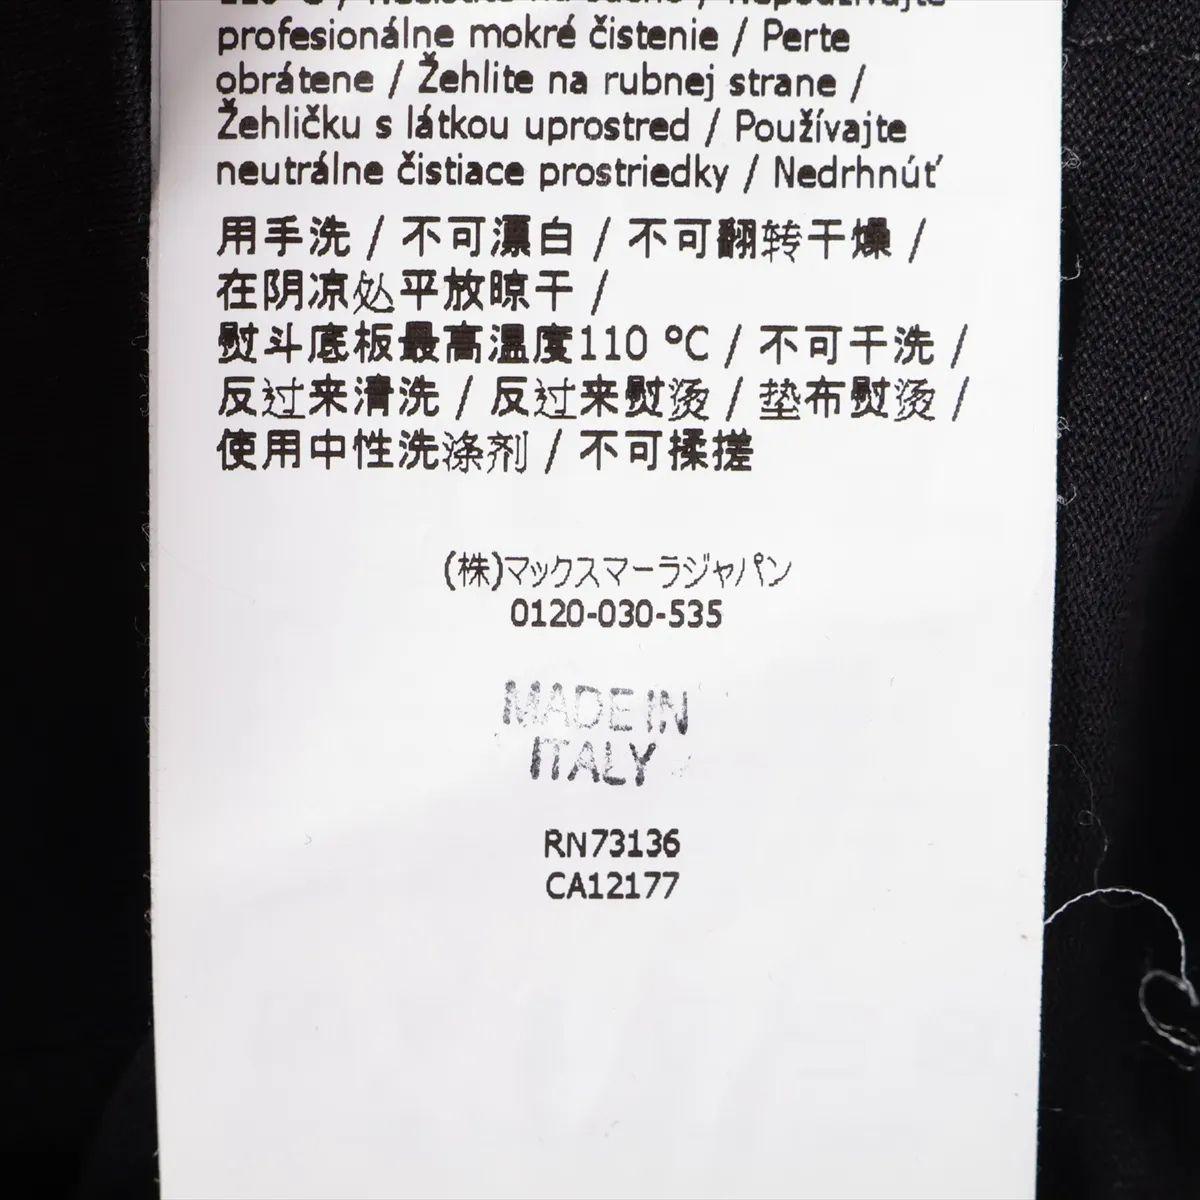 profesionálne mokré čistenie / Perte
obrátene / Žehlite na rubnej strane /
Žehličku s látkou uprostred / Používajte
neutrálne čistiace prostriedky / Nedrhnúť
用手洗 / 不可漂白 / 不可翻转干燥 /
在阴凉处平放晾干 /
熨斗底板最高温度110 °C / 不可干洗 /
反过来清洗 / 反过来熨烫 / 垫布熨烫 /
使用中性洗涤剂 / 不可揉搓
(株)マックスマーラジャパン
0120-030-535
MADE IN
ITALY
RN73136
CA12177